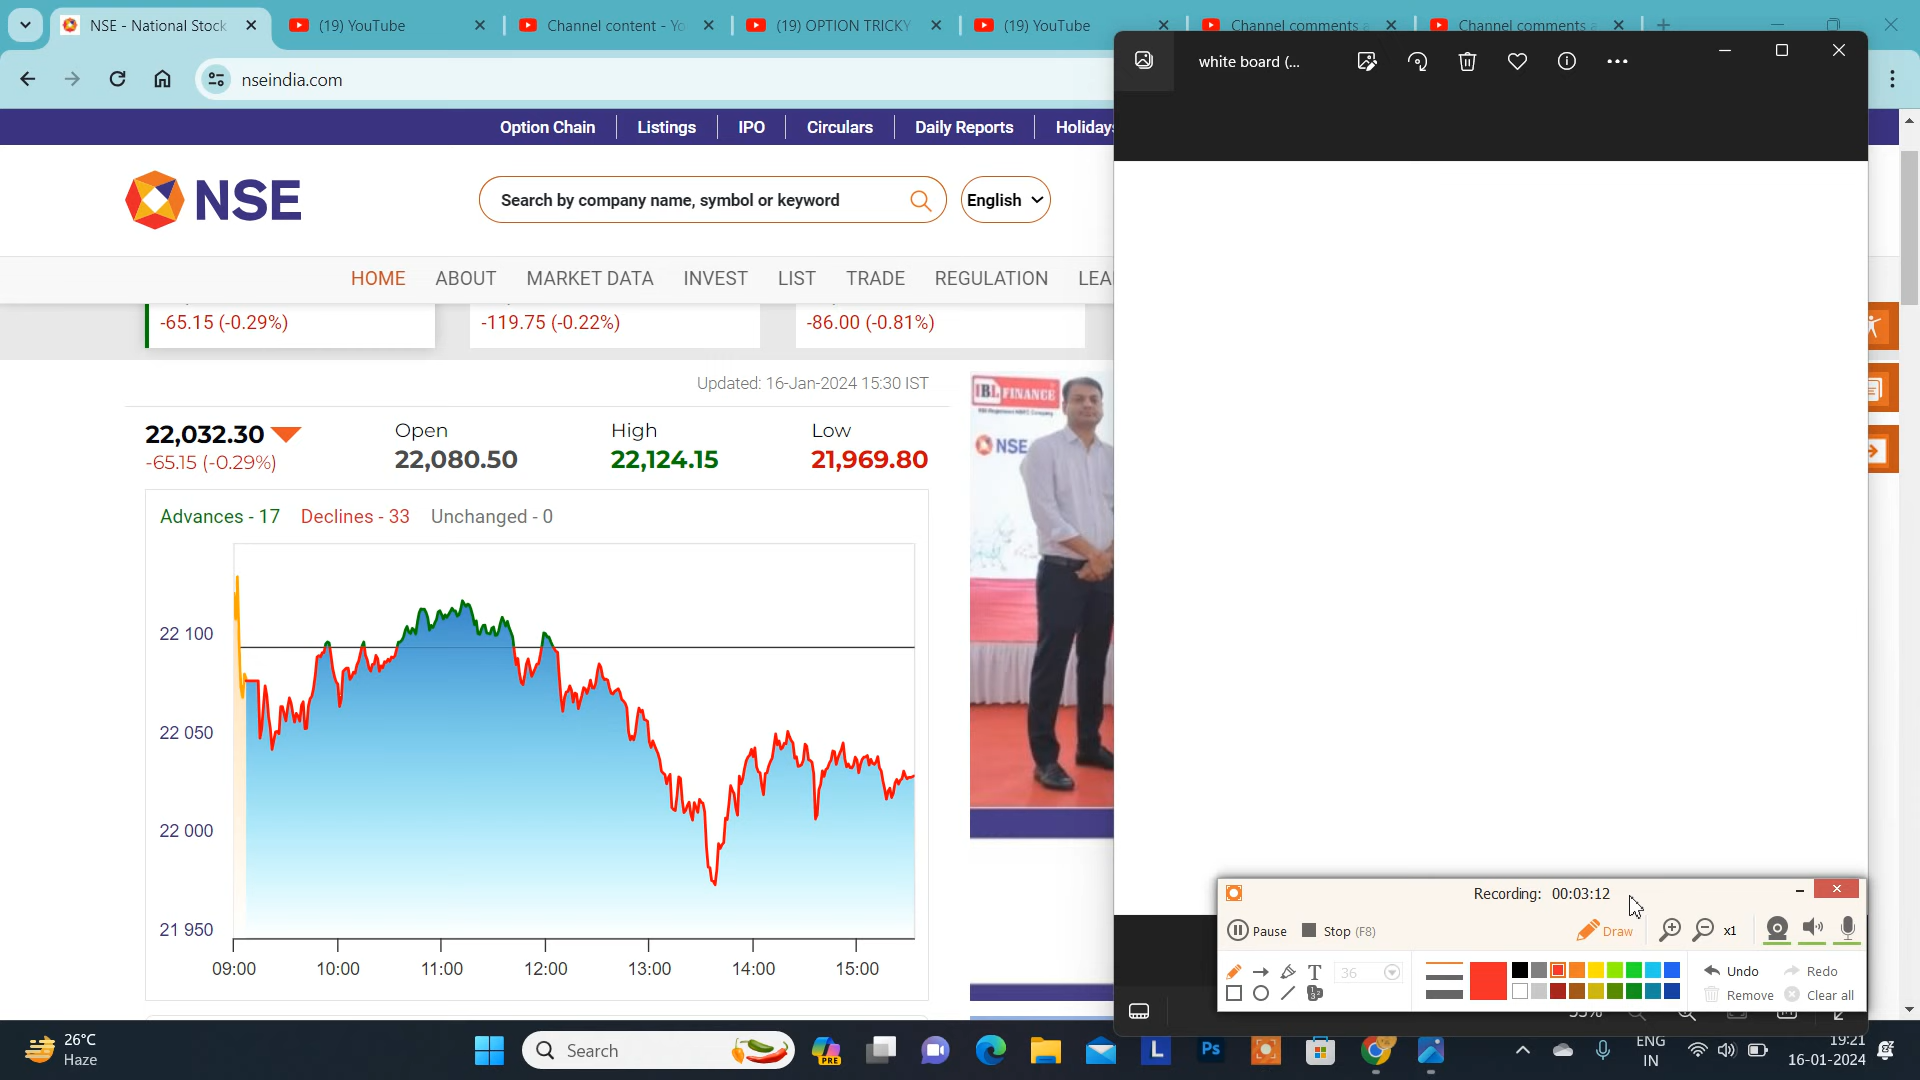 NSE - National Stock
(19) YouTube
Channel content - Yo
(19) OPTION TRICKY
(19) YouTube
Channel comments a
Channel comments a
nseindia.com
white board (...
Option Chain
Listings
IPO
Circulars
Daily Reports
Holidays
NSE
Search by company name, symbol or keyword
English
HOME
ABOUT
MARKET DATA
INVEST
LIST
TRADE
REGULATION
LEA
-65.15 (-0.29%)
-119.75 (-0.22%)
-86.00 (-0.81%)
Updated: 16-Jan-2024 15:30 IST
22,032.30
-65.15 (-0.29%)
Open
22,080.50
High
22,124.15
Low
21,969.80
IBL FINANCE
NSE
Advances - 17
Declines - 33
Unchanged - 0
22 100
22 050
22 000
21 950
09:00
10:00
11:00
12:00
13:00
14:00
15:00
Recording: 00:03:12
Pause
Stop (F8)
Draw
x1
T
36
Undo
Redo
Remove
Clear all
26°C
Haze
Search
PRE
L
Ps
ENG
IN
19:21
16-01-2024